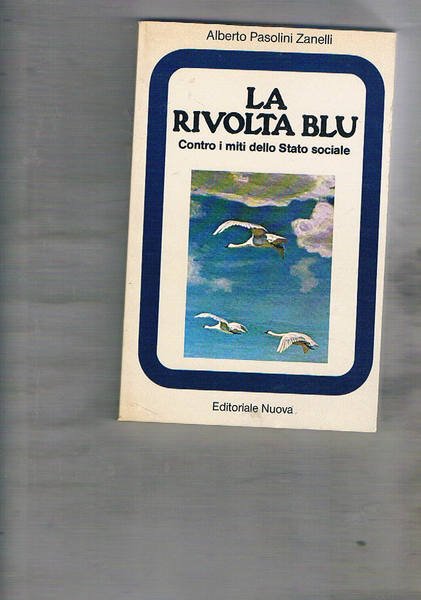 Alberto Pasolini Zanelli
LA
RIVOLTA BLU
Contro i miti dello Stato sociale
Editoriale Nuova